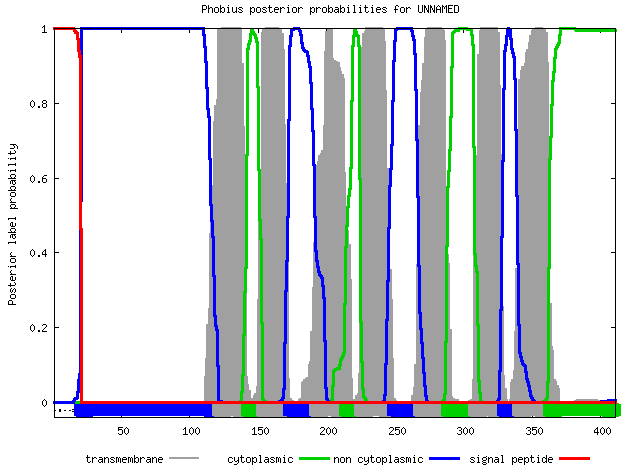 Phobius posterior probabilities for UNNAMED
Posterior label probability
1
0.8
0.6
0.4
0.2
0
50 100 150 200 250 300 350 400
transmembrane cytoplasmic non cytoplasmic signal peptide